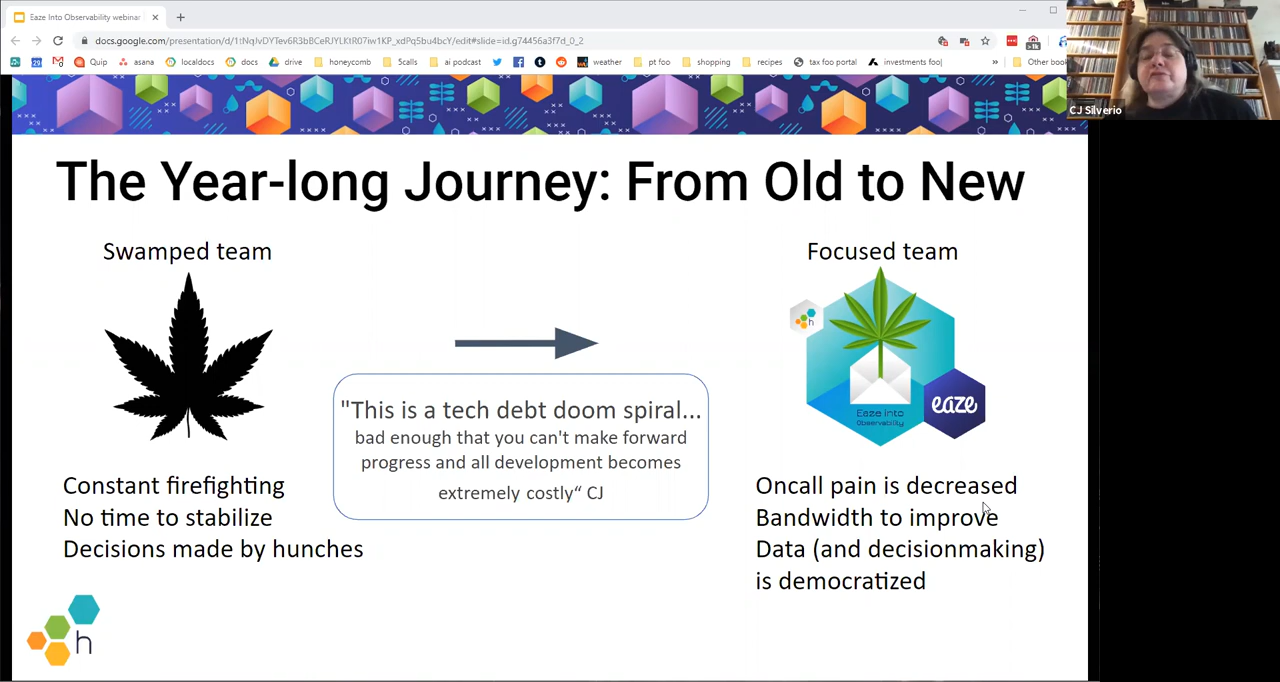 Eaze Into Observability webinar
docs.google.com/presentation/d/1tNqJvDYTev6R3bBCeRJYLKtR07iw1KP_xdPq5bu4bcY/edit#slide=id.g74456a3f7d_0_2
Quip asana localdocs docs drive honeycomb 5calls ai podcast weather pt foo shopping recipes tax foo portal investments foo| » Other boo
CJ Silverio
The Year-long Journey: From Old to New
Swamped team
Focused team
h
"This is a tech debt doom spiral...
bad enough that you can't make forward
progress and all development becomes
extremely costly“ CJ
Eaze into
Observability
eaze
Constant firefighting
No time to stabilize
Decisions made by hunches
Oncall pain is decreased
Bandwidth to improve
Data (and decisionmaking)
is democratized
h